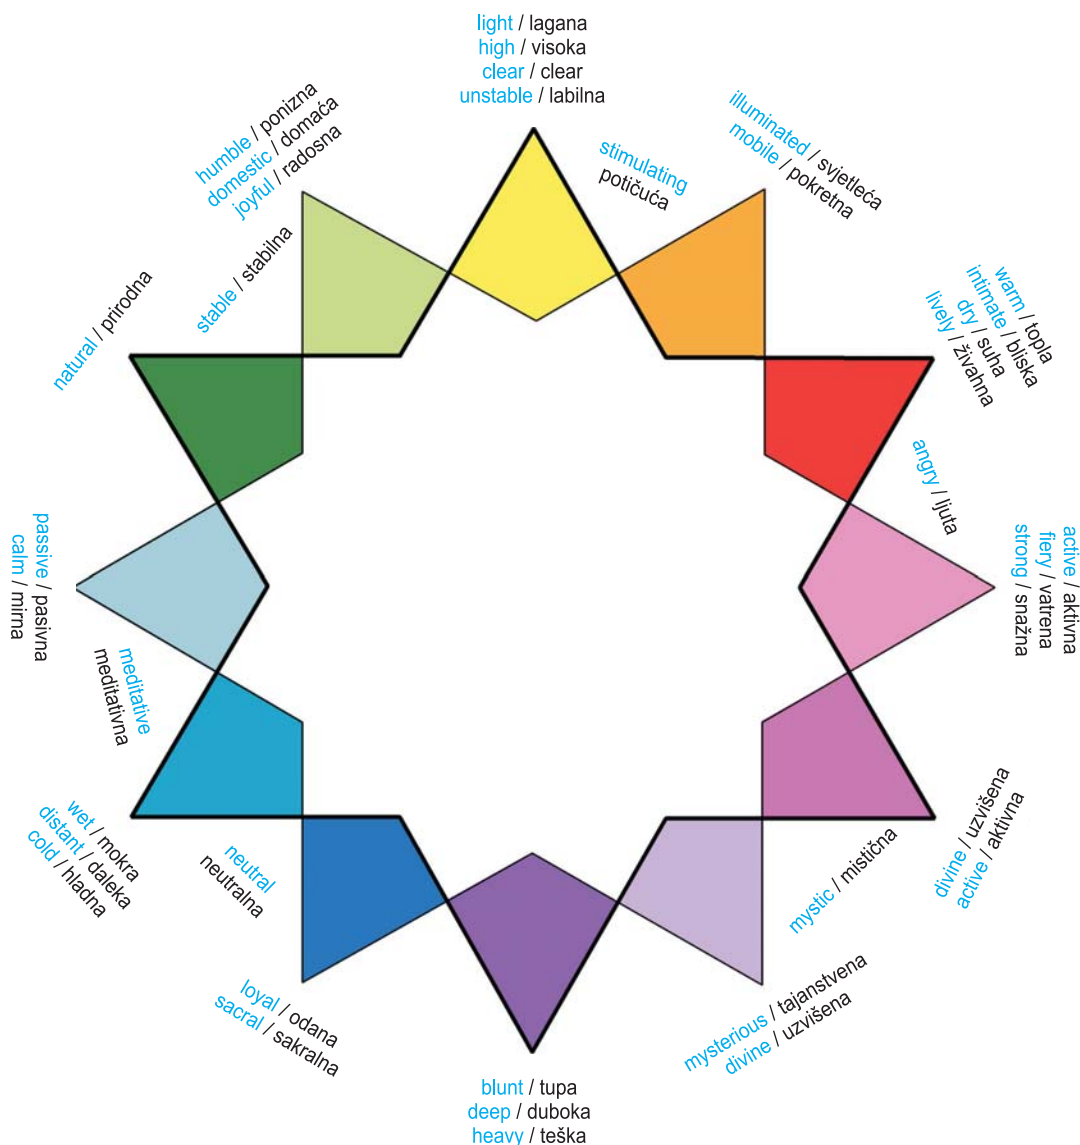 light / lagana
high / visoka
clear / clear
unstable / labilna
stimulating
potičuća
illuminated / svjetleća
mobile / pokretna
warm / topla
intimate / bliska
dry / suha
lively / živahna
angry / ljuta
active / aktivna
fiery / vatrena
strong / snažna
divine / uzvišena
active / aktivna
mystic / mistična
mysterious / tajanstvena
divine / uzvišena
blunt / tupa
deep / duboka
heavy / teška
loyal / odana
sacral / sakralna
neutral
neutralna
wet / mokra
distant / daleka
cold / hladna
meditative
meditativna
passive / pasivna
calm / mirna
natural / prirodna
stable / stabilna
humble / ponizna
domestic / domaća
joyful / radosna